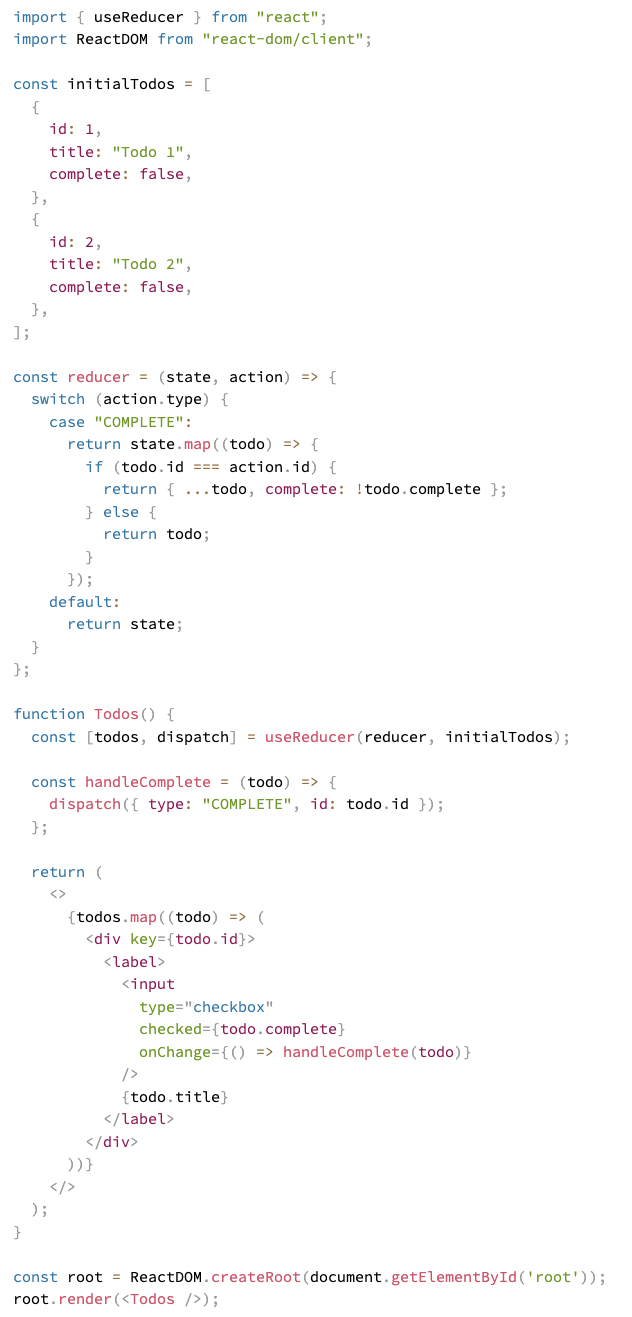 import { useReducer } from "react";
import ReactDOM from "react-dom/client";

const initialTodos = [
  {
    id: 1,
    title: "Todo 1",
    complete: false,
  },
  {
    id: 2,
    title: "Todo 2",
    complete: false,
  },
];

const reducer = (state, action) => {
  switch (action.type) {
    case "COMPLETE":
      return state.map((todo) => {
        if (todo.id === action.id) {
          return { ...todo, complete: !todo.complete };
        } else {
          return todo;
        }
      });
    default:
      return state;
  }
};

function Todos() {
  const [todos, dispatch] = useReducer(reducer, initialTodos);

  const handleComplete = (todo) => {
    dispatch({ type: "COMPLETE", id: todo.id });
  };

  return (
    <>
      {todos.map((todo) => (
        <div key={todo.id}>
          <label>
            <input
              type="checkbox"
              checked={todo.complete}
              onChange={() => handleComplete(todo)}
            />
            {todo.title}
          </label>
        </div>
      ))}
    </>
  );
}

const root = ReactDOM.createRoot(document.getElementById('root'));
root.render(<Todos />);